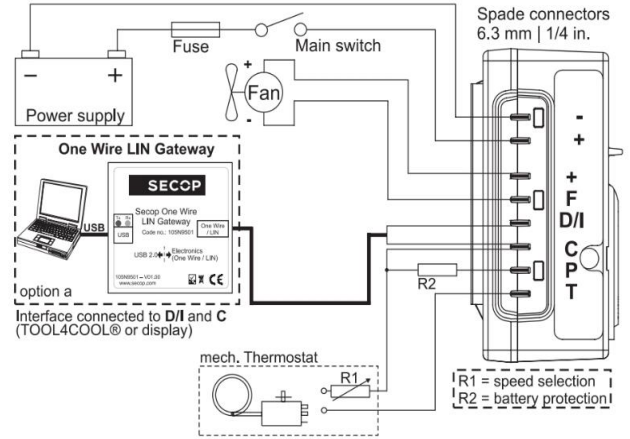 Spade connectors
6.3 mm | 1/4 in.
Fuse
Main switch
- +
Power supply
+
Fan
-
-
+
+
F
D/I
C
P
T
One Wire LIN Gateway
SECOP
Secop One Wire
LIN Gateway
Code no.: 105N9501
USB
One Wire
/ LIN
USB
USB 2.0
Electronics
(One Wire / LIN)
105N9501 – V01.00
www.secop.com
CE
option a
Interface connected to D/I and C
(TOOL4COOL® or display)
R2
mech. Thermostat
R1
R1 = speed selection
R2 = battery protection